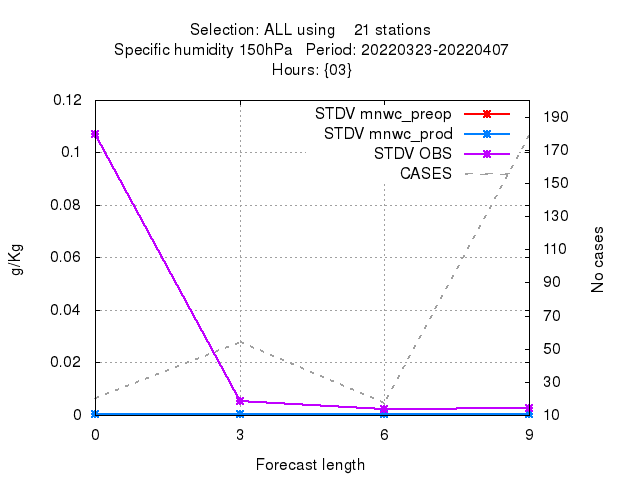 Selection: ALL using    21 stations
Specific humidity 150hPa   Period: 20220323-20220407
Hours: {03}
STDV mnwc_preop
STDV mnwc_prod
STDV OBS
CASES
g/Kg
0.12
0.1
0.08
0.06
0.04
0.02
0
190
170
150
130
110
90
70
50
30
10
No cases
0 3 6 9
Forecast length